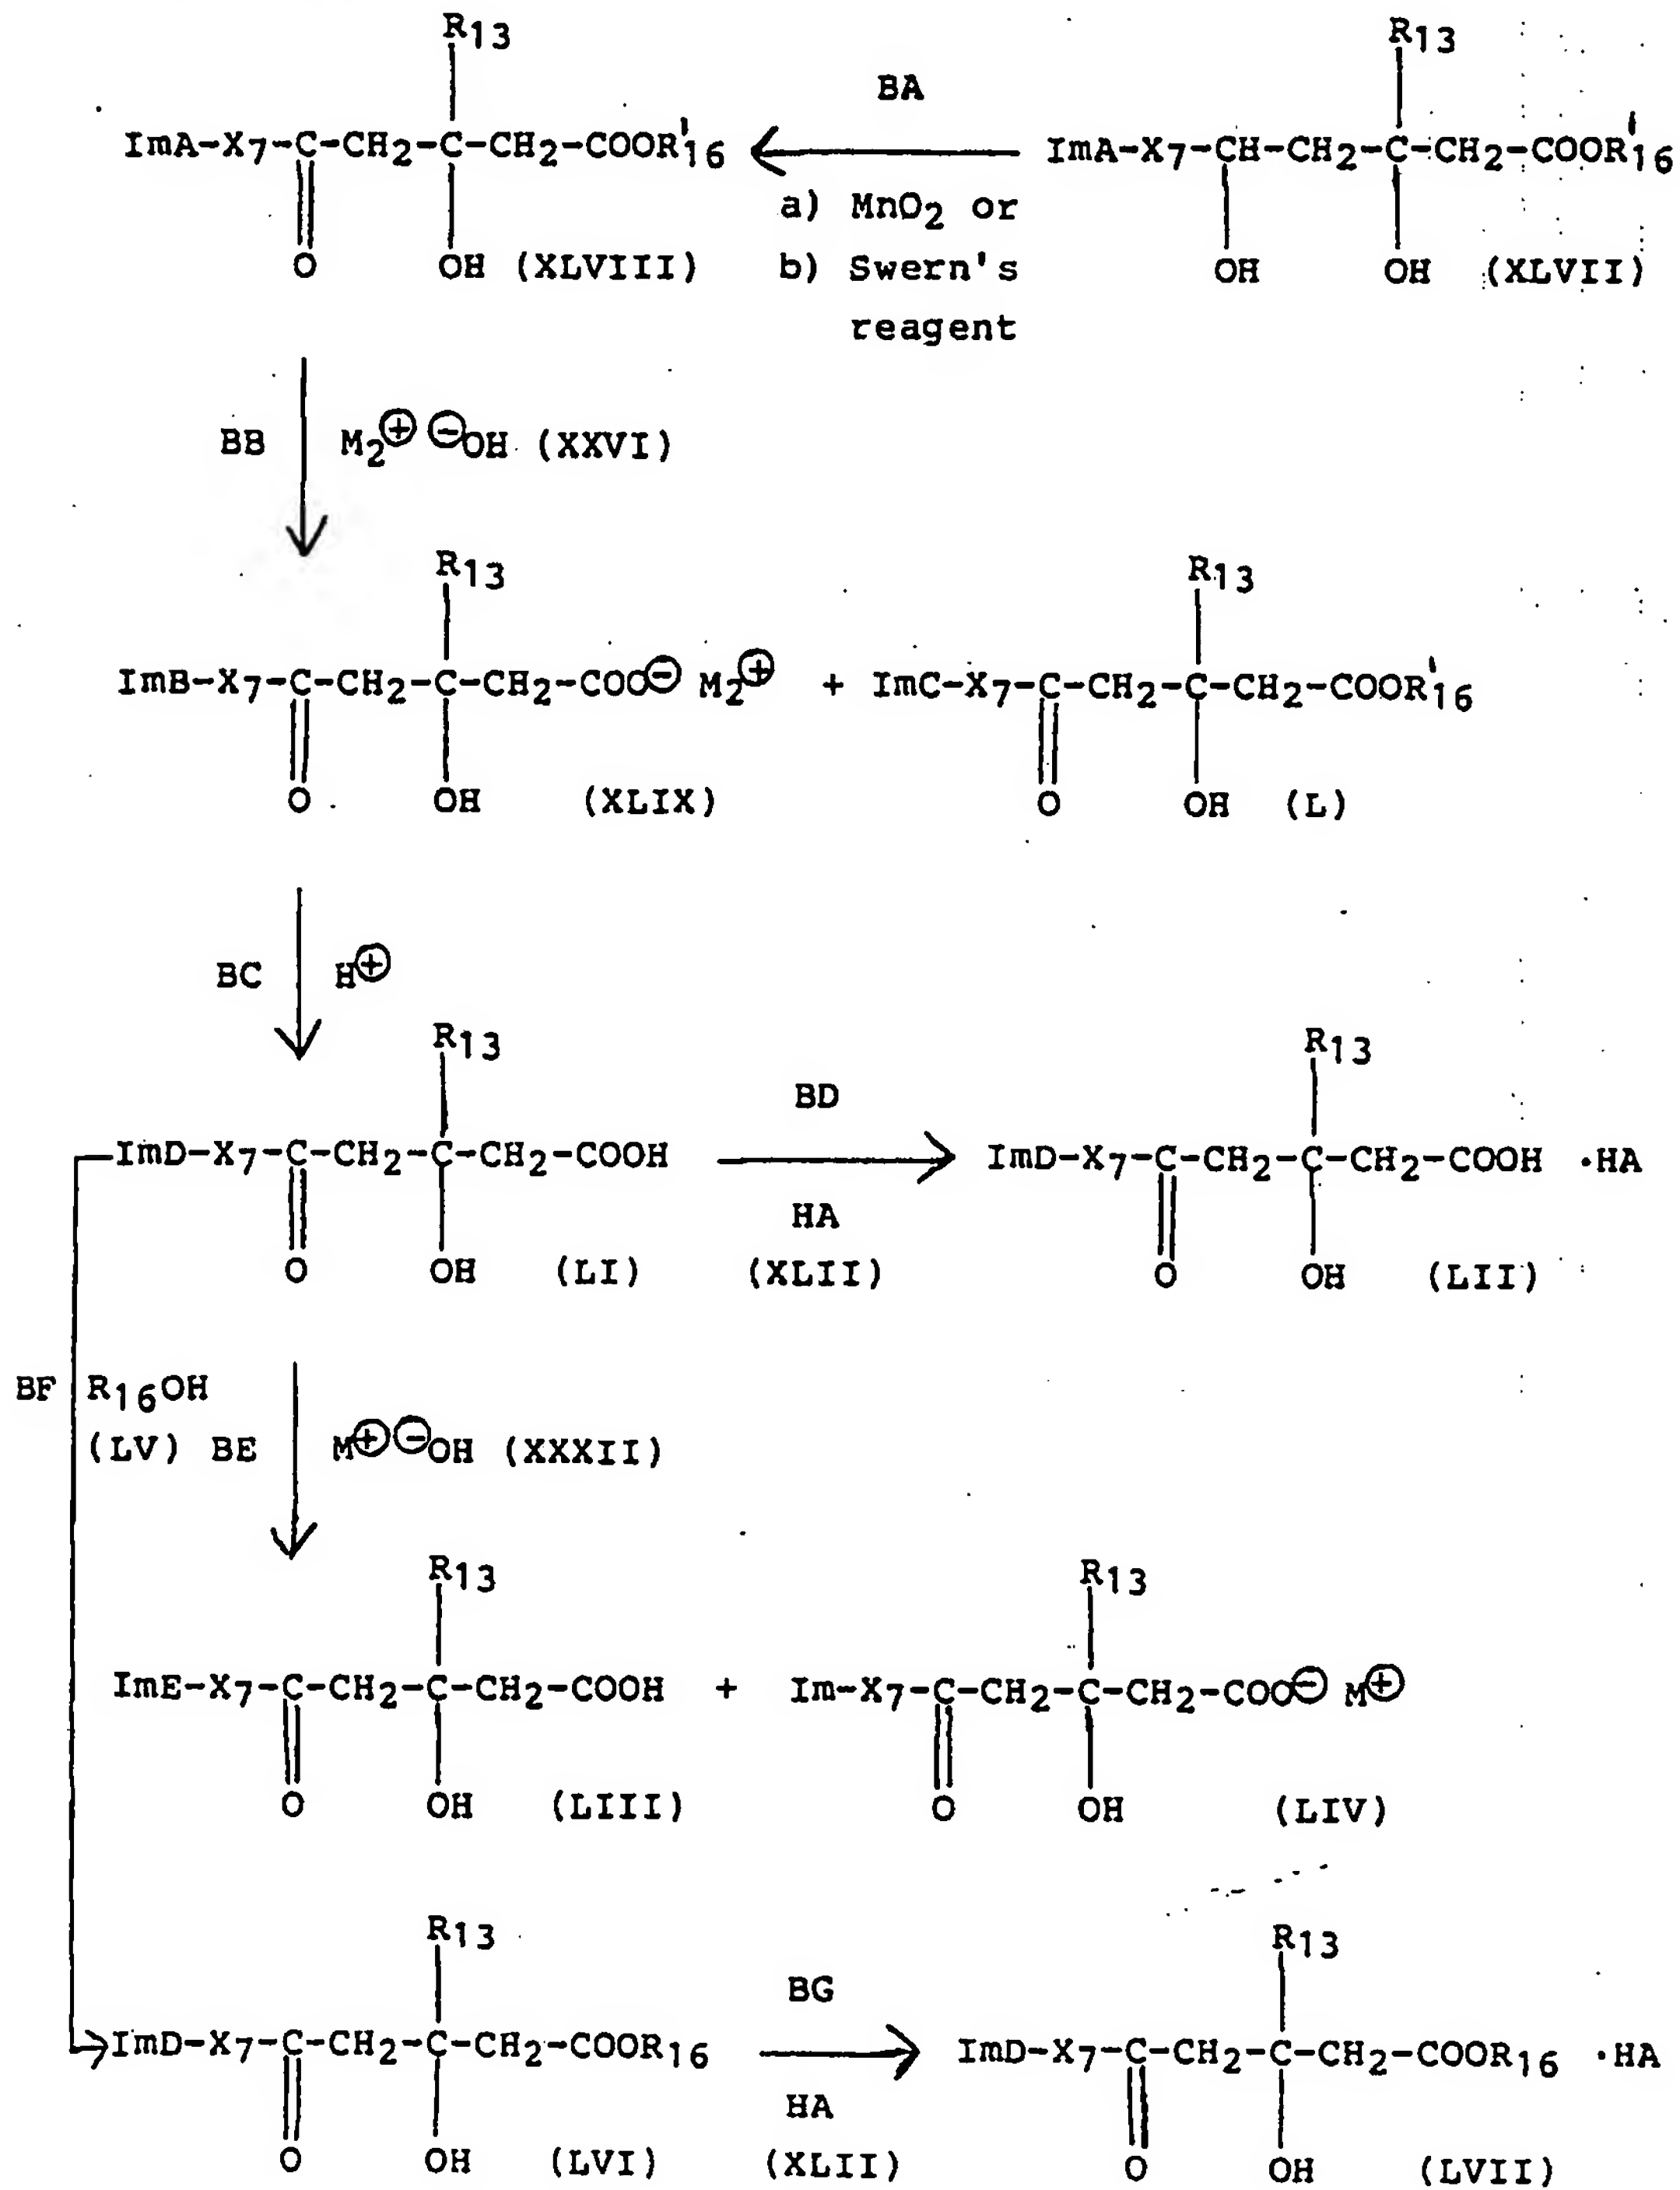 R13 R13
BA
ImA-X7-C-CH2-C-CH2-COOR'16 ImA-X7-CH-CH2-C-CH2-COOR'16
a) MnO2 or
O OH (XLVIII) b) Swern's OH OH (XLVII)
reagent
BB M2⊕ ⊖OH (XXVI)
R13 R13
ImB-X7-C-CH2-C-CH2-COO⊖ M2⊕ + ImC-X7-C-CH2-C-CH2-COOR'16
O OH (XLIX) O OH (L)
BC H⊕
R13 R13
BD
ImD-X7-C-CH2-C-CH2-COOH ImD-X7-C-CH2-C-CH2-COOH ·HA
HA
O OH (LI) (XLII) O OH (LII)
BF R16OH
(LV) BE M⊕⊖OH (XXXII)
R13 R13
ImE-X7-C-CH2-C-CH2-COOH + Im-X7-C-CH2-C-CH2-COO⊖ M⊕
O OH (LIII) O OH (LIV)
R13 R13
BG
ImD-X7-C-CH2-C-CH2-COOR16 ImD-X7-C-CH2-C-CH2-COOR16 ·HA
HA
O OH (LVI) (XLII) O OH (LVII)